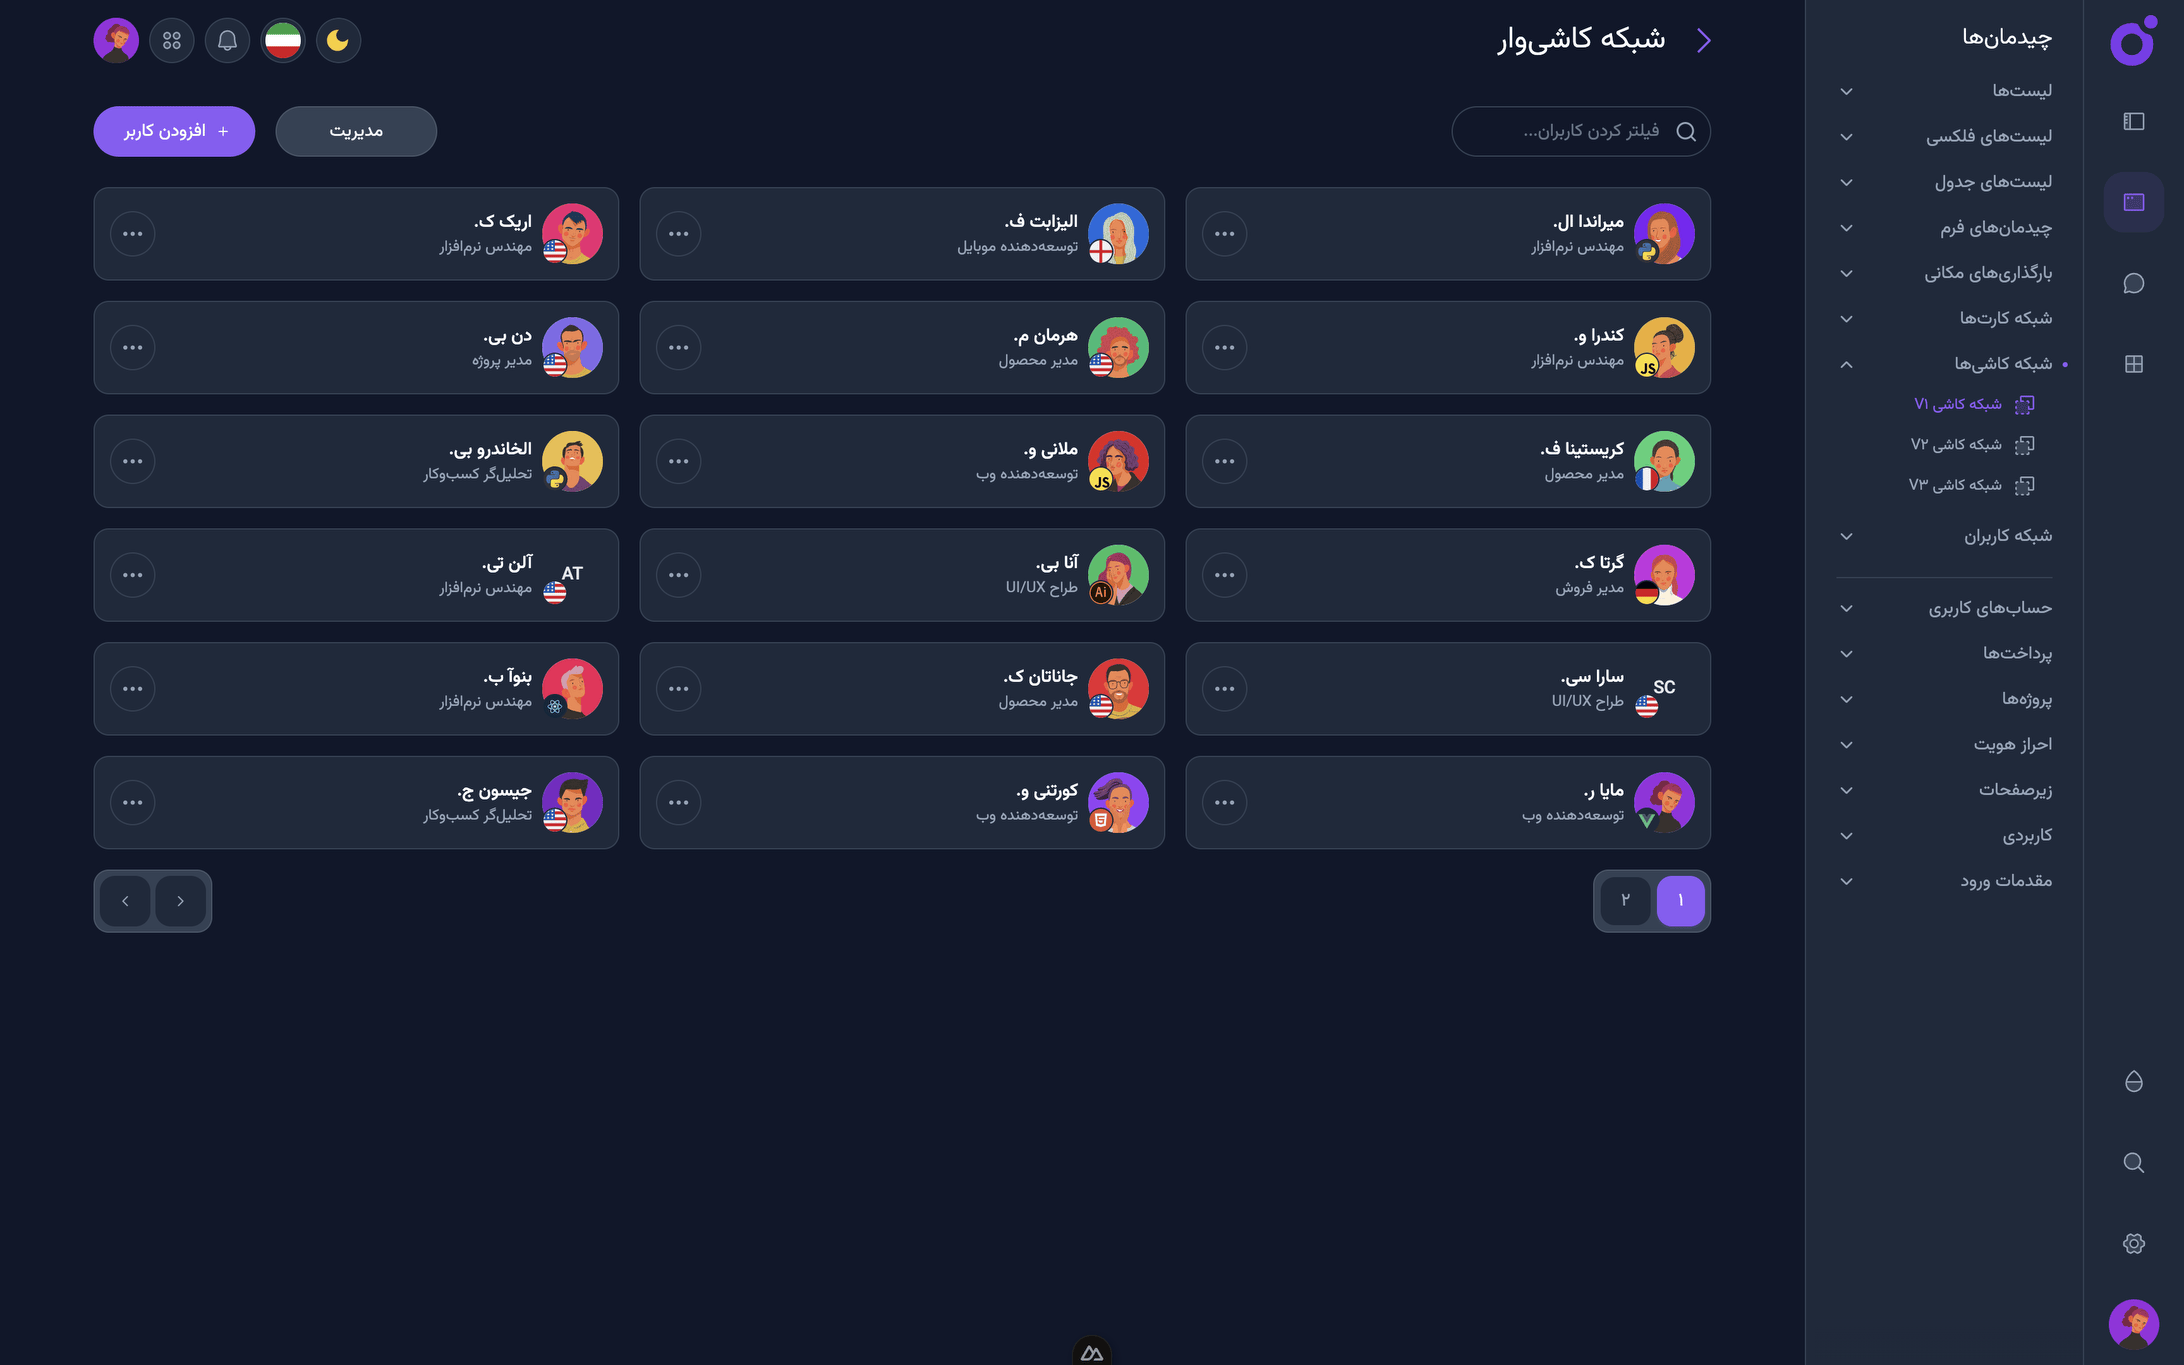 چیدمان‌ها
لیست‌ها
لیست‌های فلکسی
لیست‌های جدول
چیدمان‌های فرم
بارگذاری‌های مکانی
شبکه کارت‌ها
شبکه کاشی‌ها
شبکه کاشی V۱
شبکه کاشی V۲
شبکه کاشی V۳
شبکه کاربران
حساب‌های کاربری
پرداخت‌ها
پروژه‌ها
احراز هویت
زیرصفحات
کاربردی
مقدمات ورود
شبکه کاشی‌وار
فیلتر کردن کاربران...
مدیریت
+ افزودن کاربر
میراندا ال.
مهندس نرم‌افزار
الیزابت ف.
توسعه‌دهنده موبایل
اریک ک.
مهندس نرم‌افزار
کندرا و.
مهندس نرم‌افزار
JS
هرمان م.
مدیر محصول
دن بی.
مدیر پروژه
کریستینا ف.
مدیر محصول
ملانی و.
توسعه‌دهنده وب
JS
الخاندرو بی.
تحلیل‌گر کسب‌وکار
گرتا ک.
مدیر فروش
آنا بی.
طراح UI/UX
Ai
AT
آلن تی.
مهندس نرم‌افزار
SC
سارا سی.
طراح UI/UX
جاناتان ک.
مدیر محصول
بنوآ ب.
مهندس نرم‌افزار
مایا ر.
توسعه‌دهنده وب
کورتنی و.
توسعه‌دهنده وب
جیسون ج.
تحلیل‌گر کسب‌وکار
۱
۲